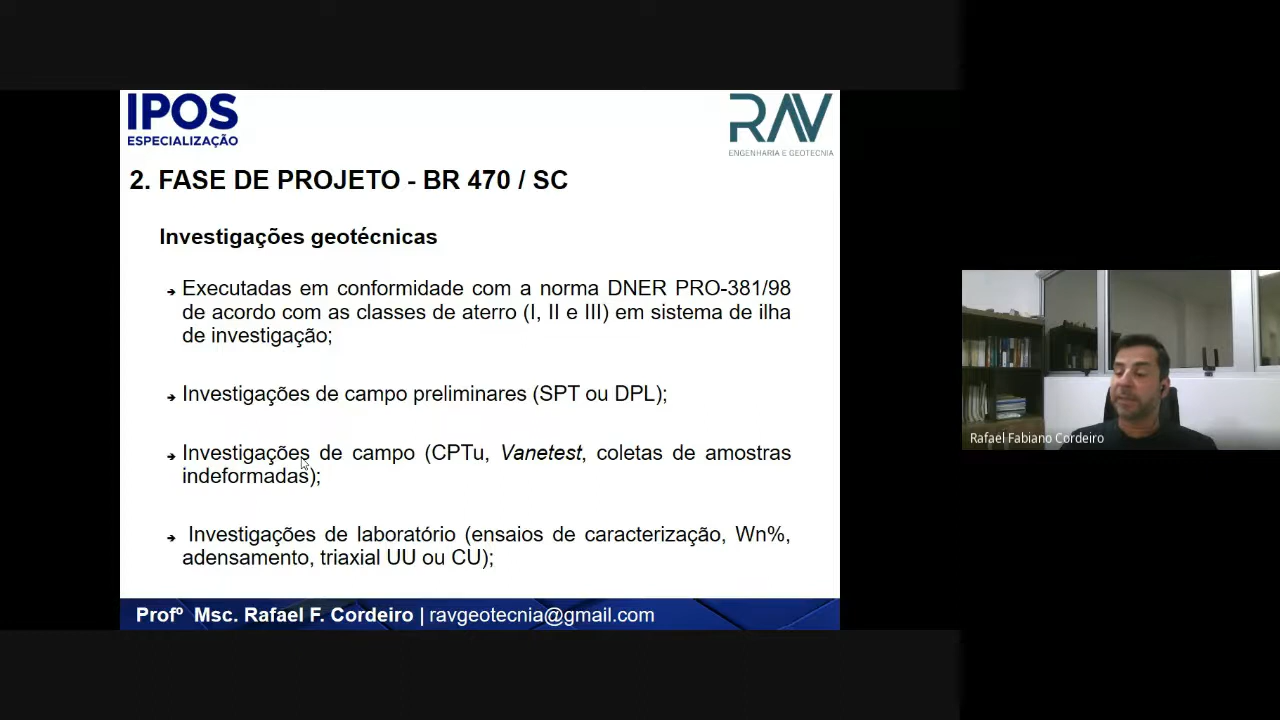 IPOS
ESPECIALIZAÇÃO
RAV
ENGENHARIA E GEOTECNIA
2. FASE DE PROJETO - BR 470 / SC
Investigações geotécnicas
➔ Executadas em conformidade com a norma DNER PRO-381/98
de acordo com as classes de aterro (I, II e III) em sistema de ilha
de investigação;
➔ Investigações de campo preliminares (SPT ou DPL);
➔ Investigações de campo (CPTu, Vanetest, coletas de amostras
indeformadas);
➔ Investigações de laboratório (ensaios de caracterização, Wn%,
adensamento, triaxial UU ou CU);
Profº Msc. Rafael F. Cordeiro | ravgeotecnia@gmail.com
Rafael Fabiano Cordeiro